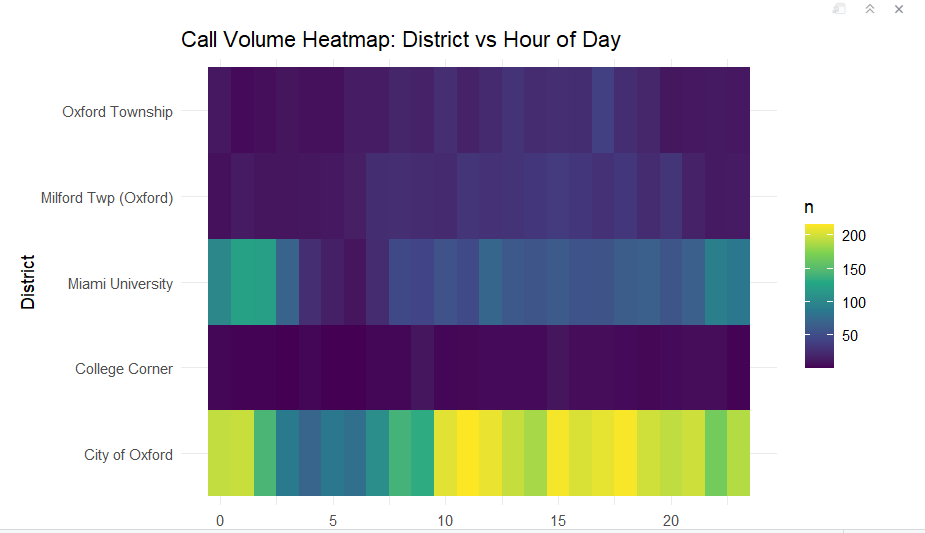 Call Volume Heatmap: District vs Hour of Day
District
Oxford Township
Milford Twp (Oxford)
Miami University
College Corner
City of Oxford
0 5 10 15 20
n
200
150
100
50